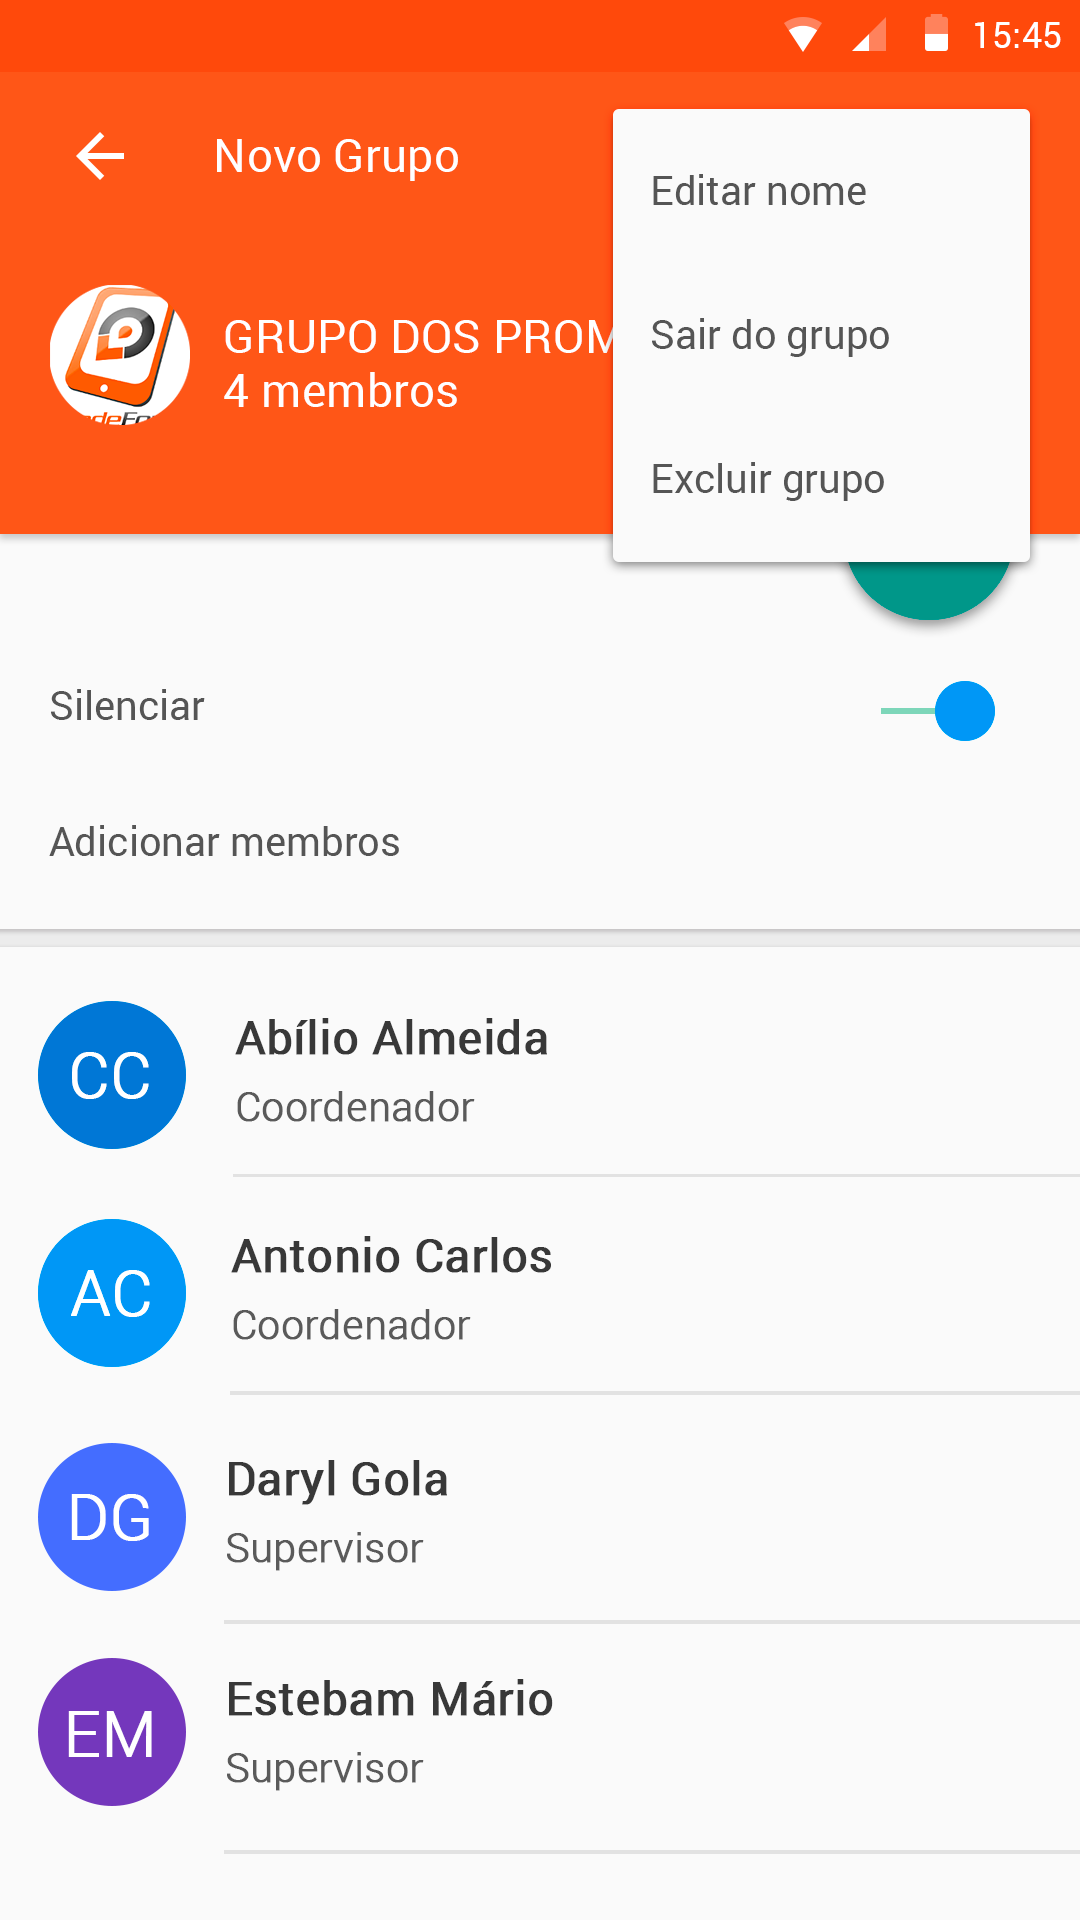 15:45
Novo Grupo
Editar nome
Sair do grupo
Excluir grupo
GRUPO DOS PROM
4 membros
Silenciar
Adicionar membros
CC
Abílio Almeida
Coordenador
AC
Antonio Carlos
Coordenador
DG
Daryl Gola
Supervisor
EM
Estebam Mário
Supervisor